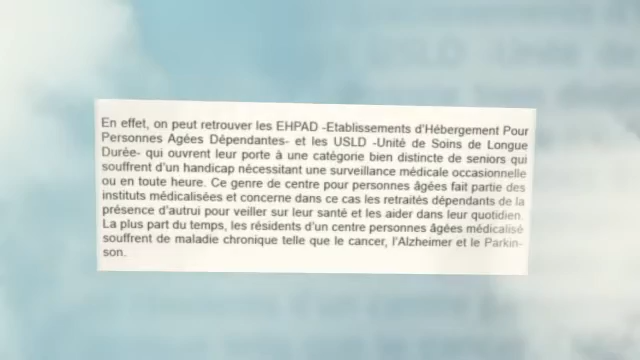 En effet, on peut retrouver les EHPAD -Etablissements d'Hébergement Pour
Personnes Agées Dépendantes- et les USLD -Unité de Soins de Longue
Durée- qui ouvrent leur porte à une catégorie bien distincte de seniors qui
souffrent d'un handicap nécessitant une surveillance médicale occasionnelle
ou en toute heure. Ce genre de centre pour personnes âgées fait partie des
instituts médicalisées et concerne dans ce cas les retraités dépendants de la
présence d'autrui pour veiller sur leur santé et les aider dans leur quotidien.
La plus part du temps, les résidents d'un centre personnes âgées médicalisé
souffrent de maladie chronique telle que le cancer, l'Alzheimer et le Parkin-
son.